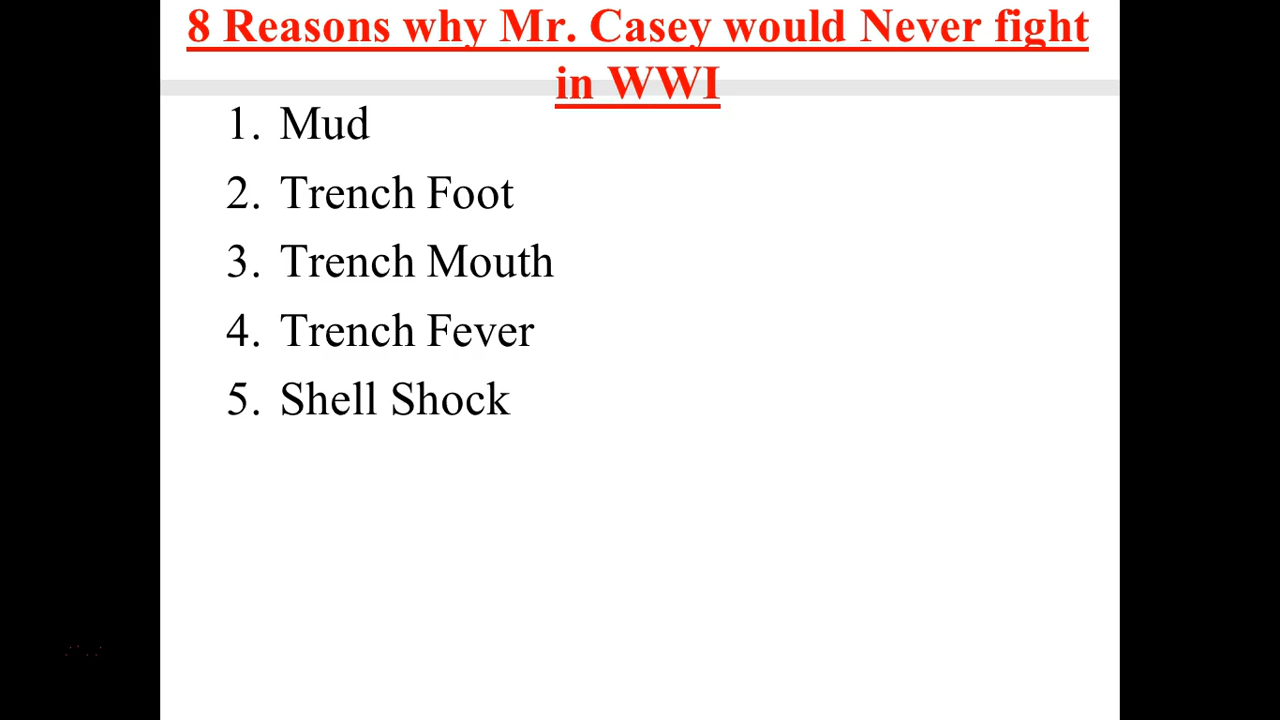 8 Reasons why Mr. Casey would Never fight
in WWI
1. Mud
2. Trench Foot
3. Trench Mouth
4. Trench Fever
5. Shell Shock